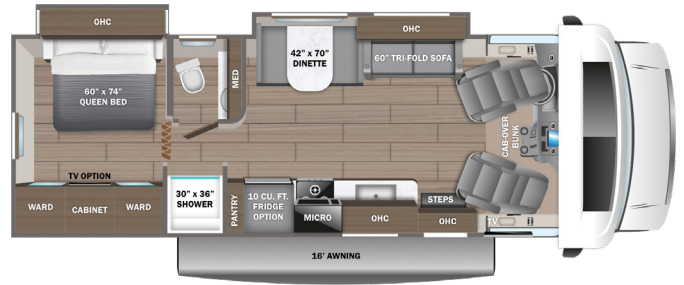 OHC
OHC
42" x 70"
DINETTE
60" TRI-FOLD SOFA
MED
60" x 74"
QUEEN BED
CAB-OVER
BUNK
TV OPTION
WARD
CABINET
WARD
30" x 36"
SHOWER
PANTRY
10 CU. FT.
FRIDGE
OPTION
MICRO
OHC
STEPS
OHC
TV
16' AWNING